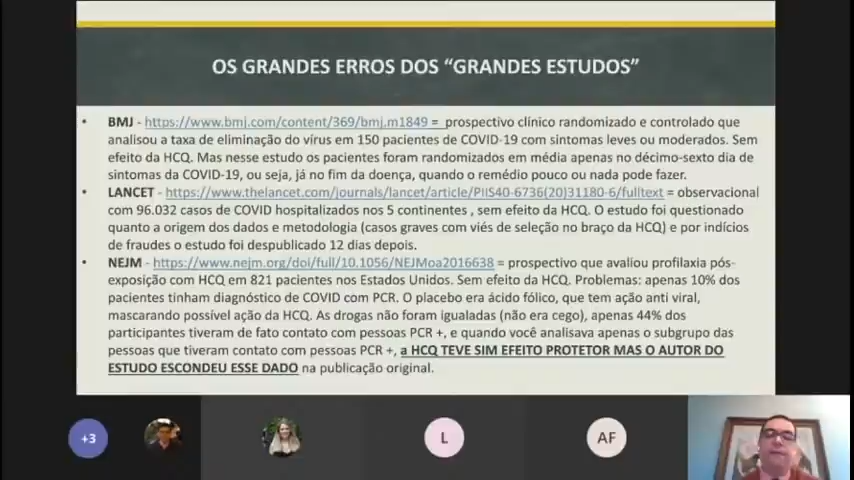 OS GRANDES ERROS DOS “GRANDES ESTUDOS”
• BMJ - https://www.bmj.com/content/369/bmj.m1849 = prospectivo clínico randomizado e controlado que
analisou a taxa de eliminação do vírus em 150 pacientes de COVID-19 com sintomas leves ou moderados. Sem
efeito da HCQ. Mas nesse estudo os pacientes foram randomizados em média apenas no décimo-sexto dia de
sintomas da COVID-19, ou seja, já no fim da doença, quando o remédio pouco ou nada pode fazer.
• LANCET - https://www.thelancet.com/journals/lancet/article/PIIS40-6736(20)31180-6/fulltext = observacional
com 96.032 casos de COVID hospitalizados nos 5 continentes , sem efeito da HCQ. O estudo foi questionado
quanto a origem dos dados e metodologia (casos graves com viés de seleção no braço da HCQ) e por indícios
de fraudes o estudo foi despublicado 12 dias depois.
• NEJM - https://www.nejm.org/doi/full/10.1056/NEJMoa2016638 = prospectivo que avaliou profilaxia pós-
exposição com HCQ em 821 pacientes nos Estados Unidos. Sem efeito da HCQ. Problemas: apenas 10% dos
pacientes tinham diagnóstico de COVID com PCR. O placebo era ácido fólico, que tem ação anti viral,
mascarando possível ação da HCQ. As drogas não foram igualadas (não era cego), apenas 44% dos
participantes tiveram de fato contato com pessoas PCR +, e quando você analisava apenas o subgrupo das
pessoas que tiveram contato com pessoas PCR +, a HCQ TEVE SIM EFEITO PROTETOR MAS O AUTOR DO
ESTUDO ESCONDEU ESSE DADO na publicação original.
+3
L
AF